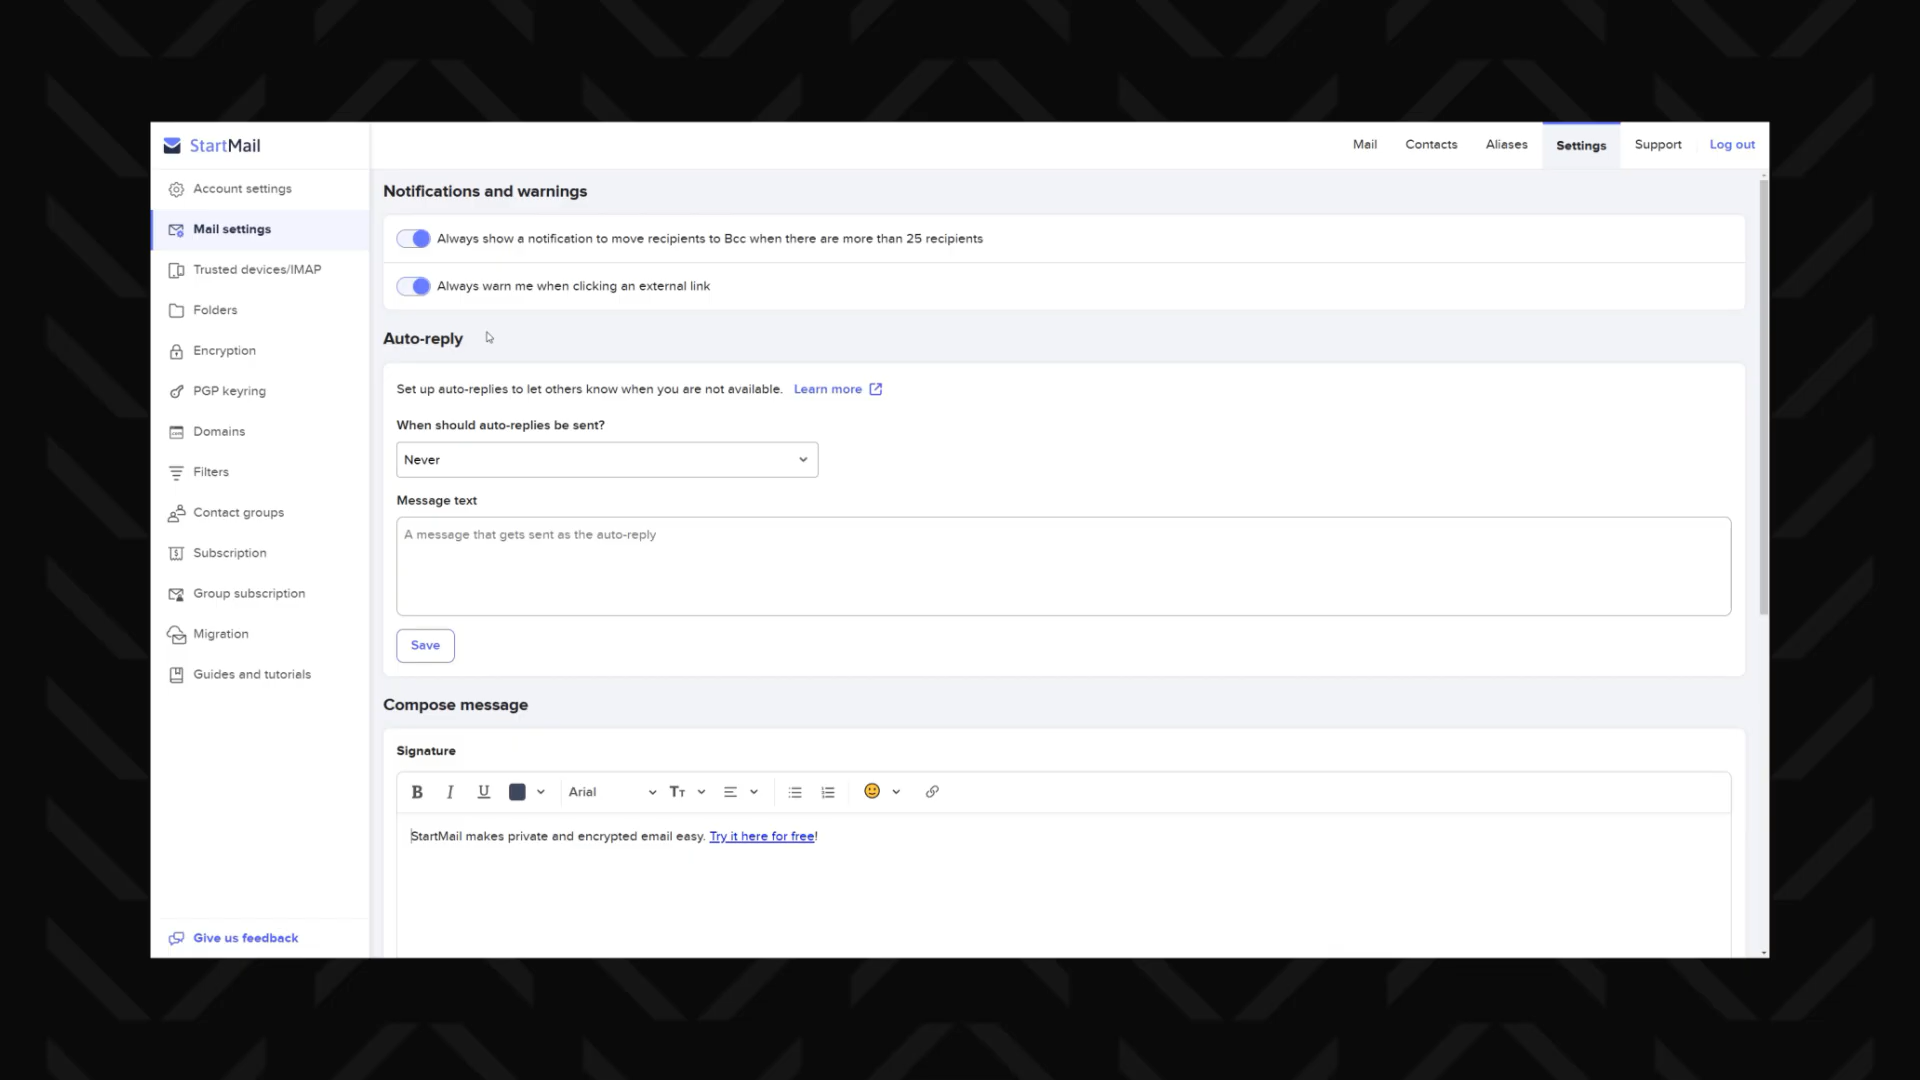 StartMail
Mail
Contacts
Aliases
Settings
Support
Log out
Account settings
Mail settings
Trusted devices/IMAP
Folders
Encryption
PGP keyring
Domains
Filters
Contact groups
Subscription
Group subscription
Migration
Guides and tutorials
Give us feedback
Notifications and warnings
Always show a notification to move recipients to Bcc when there are more than 25 recipients
Always warn me when clicking an external link
Auto-reply
Set up auto-replies to let others know when you are not available. Learn more
When should auto-replies be sent?
Never
Message text
A message that gets sent as the auto-reply
Save
Compose message
Signature
B I U Arial Tт
StartMail makes private and encrypted email easy. Try it here for free!